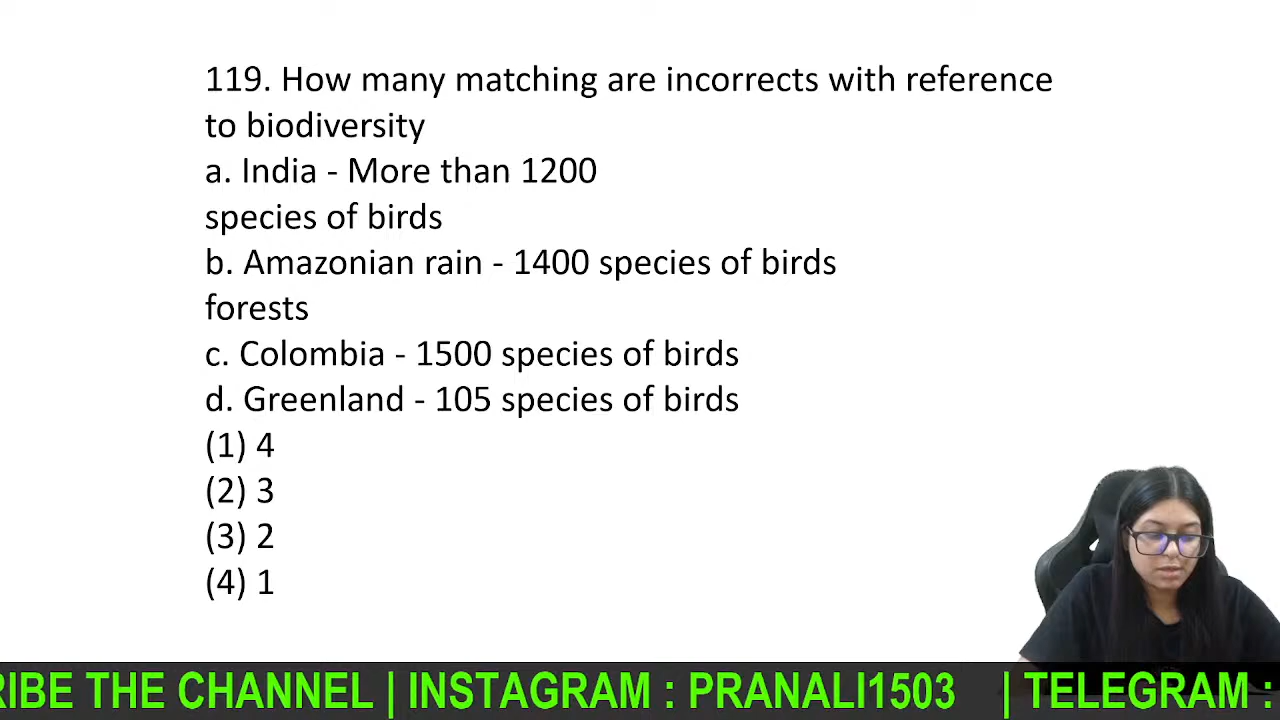 119. How many matching are incorrects with reference
to biodiversity
a. India - More than 1200
species of birds
b. Amazonian rain - 1400 species of birds
forests
c. Colombia - 1500 species of birds
d. Greenland - 105 species of birds
(1) 4
(2) 3
(3) 2
(4) 1
RIBE THE CHANNEL | INSTAGRAM : PRANALI1503 | TELEGRAM :